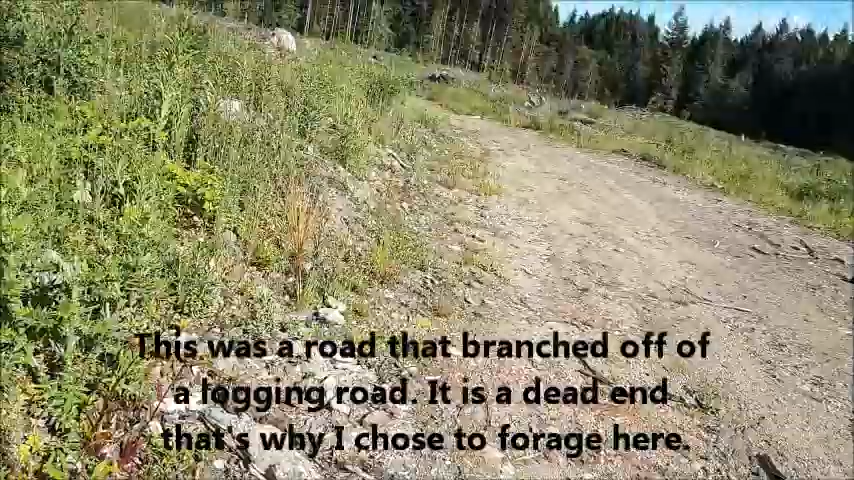 This was a road that branched off of
a logging road. It is a dead end
that's why I chose to forage here.